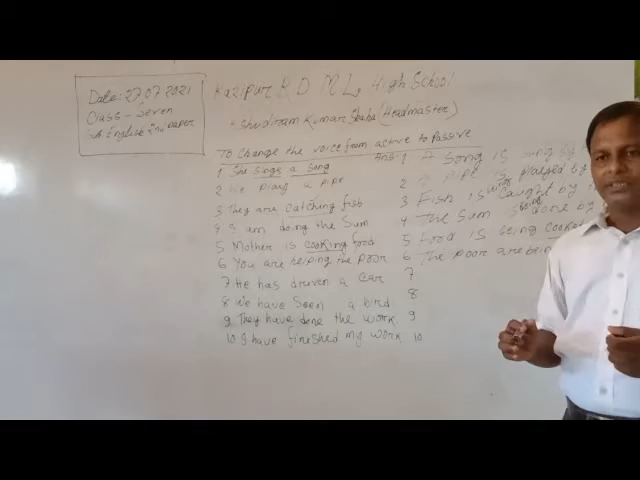 Date: 27.07.2021
Class - Seven
English 2nd paper
Kazipur R D M L High School
Shudiram Kumar Shaha (Headmaster)
To Change the voice from active to Passive
1 She sings a song
2 We play a pipe
3 They are catching fish
4 I am doing the Sum
5 Mother is cooking food
6 You are helping the poor
7 He has driven a car
8 We have Seen a bird
9 They have done the work.
10 I have finished my work
Ans: 1 A Song is sung by
2 A pipe is played by
3 Fish is being caught by
4 The Sum is being done by
5 Food is being cooked
6 The poor are being
7
8
9
10